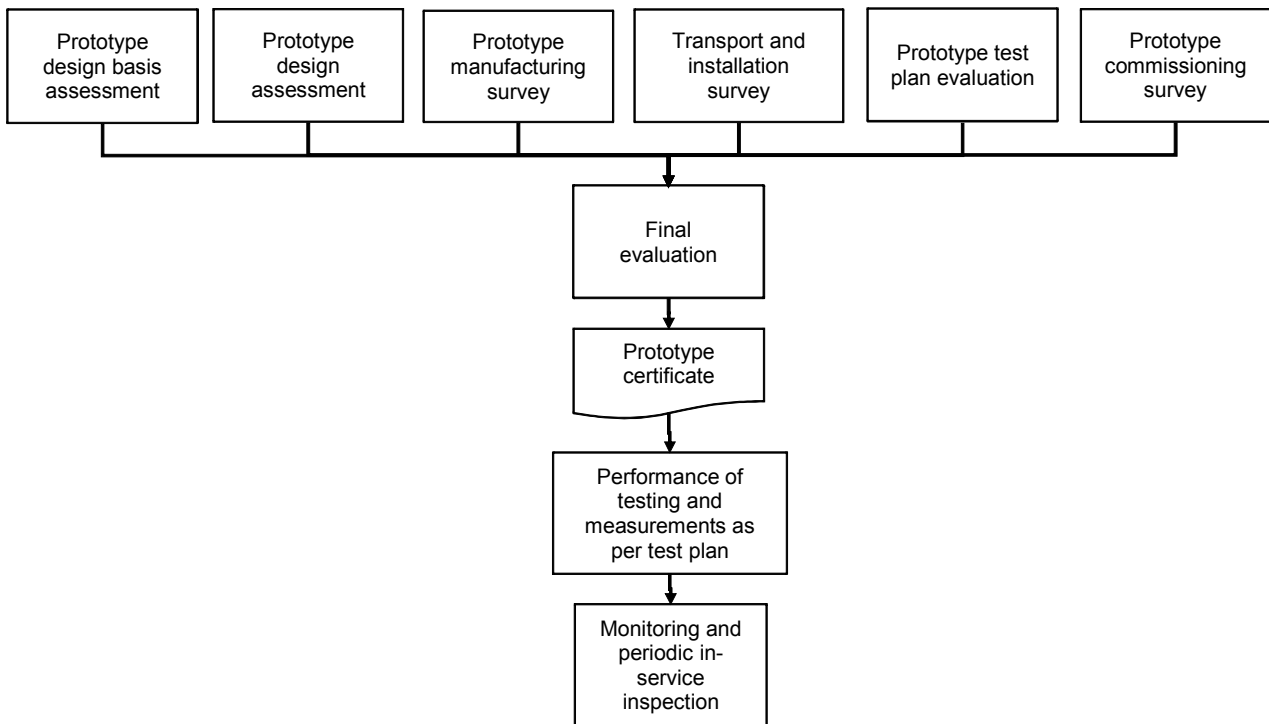 Prototype
design basis
assessment
Prototype
design
assessment
Prototype
manufacturing
survey
Transport and
installation
survey
Prototype test
plan evaluation
Prototype
commissioning
survey
Final
evaluation
Prototype
certificate
Performance of
testing and
measurements as
per test plan
Monitoring and
periodic in-
service
inspection